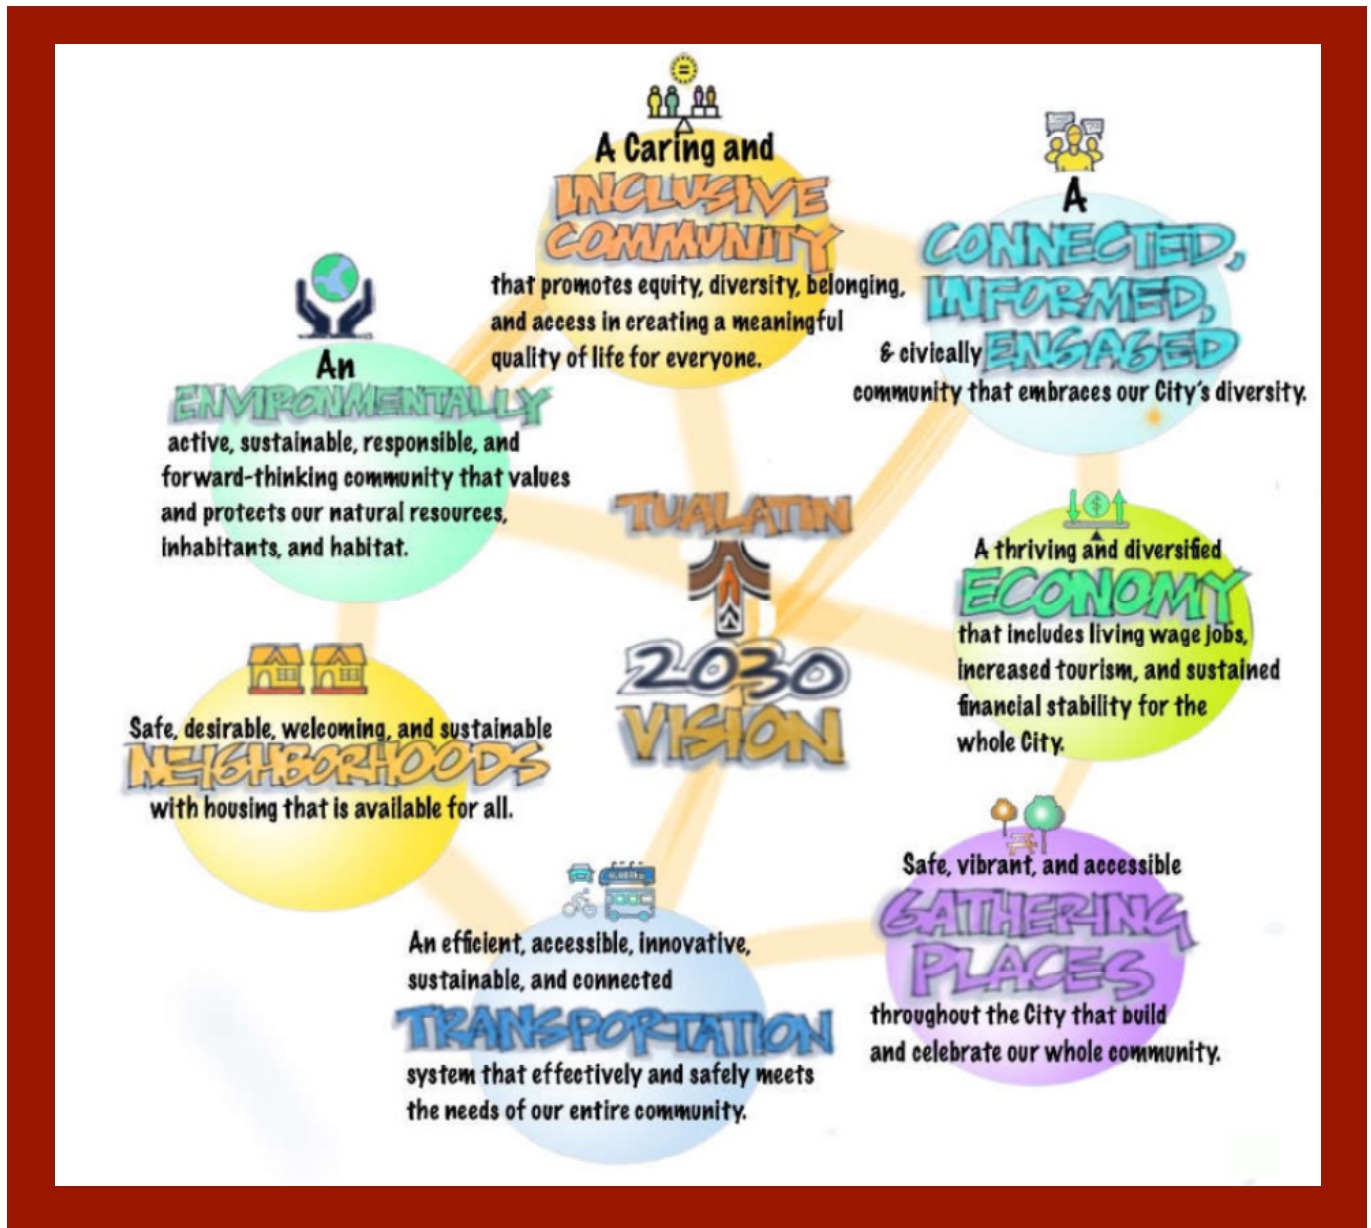 A Caring and
INCLUSIVE
COMMUNITY
that promotes equity, diversity, belonging,
and access in creating a meaningful
quality of life for everyone.
A
CONNECTED,
INFORMED,
& civically ENGAGED
community that embraces our City's diversity.
An
ENVIRONMENTALLY
active, sustainable, responsible, and
forward-thinking community that values
and protects our natural resources,
inhabitants, and habitat.
TUALATIN
2030
VISION
A thriving and diversified
ECONOMY
that includes living wage jobs,
increased tourism, and sustained
financial stability for the
whole City.
Safe, desirable, welcoming, and sustainable
NEIGHBORHOODS
with housing that is available for all.
An efficient, accessible, innovative,
sustainable, and connected
TRANSPORTATION
system that effectively and safely meets
the needs of our entire community.
Safe, vibrant, and accessible
GATHERING
PLACES
throughout the City that build
and celebrate our whole community.